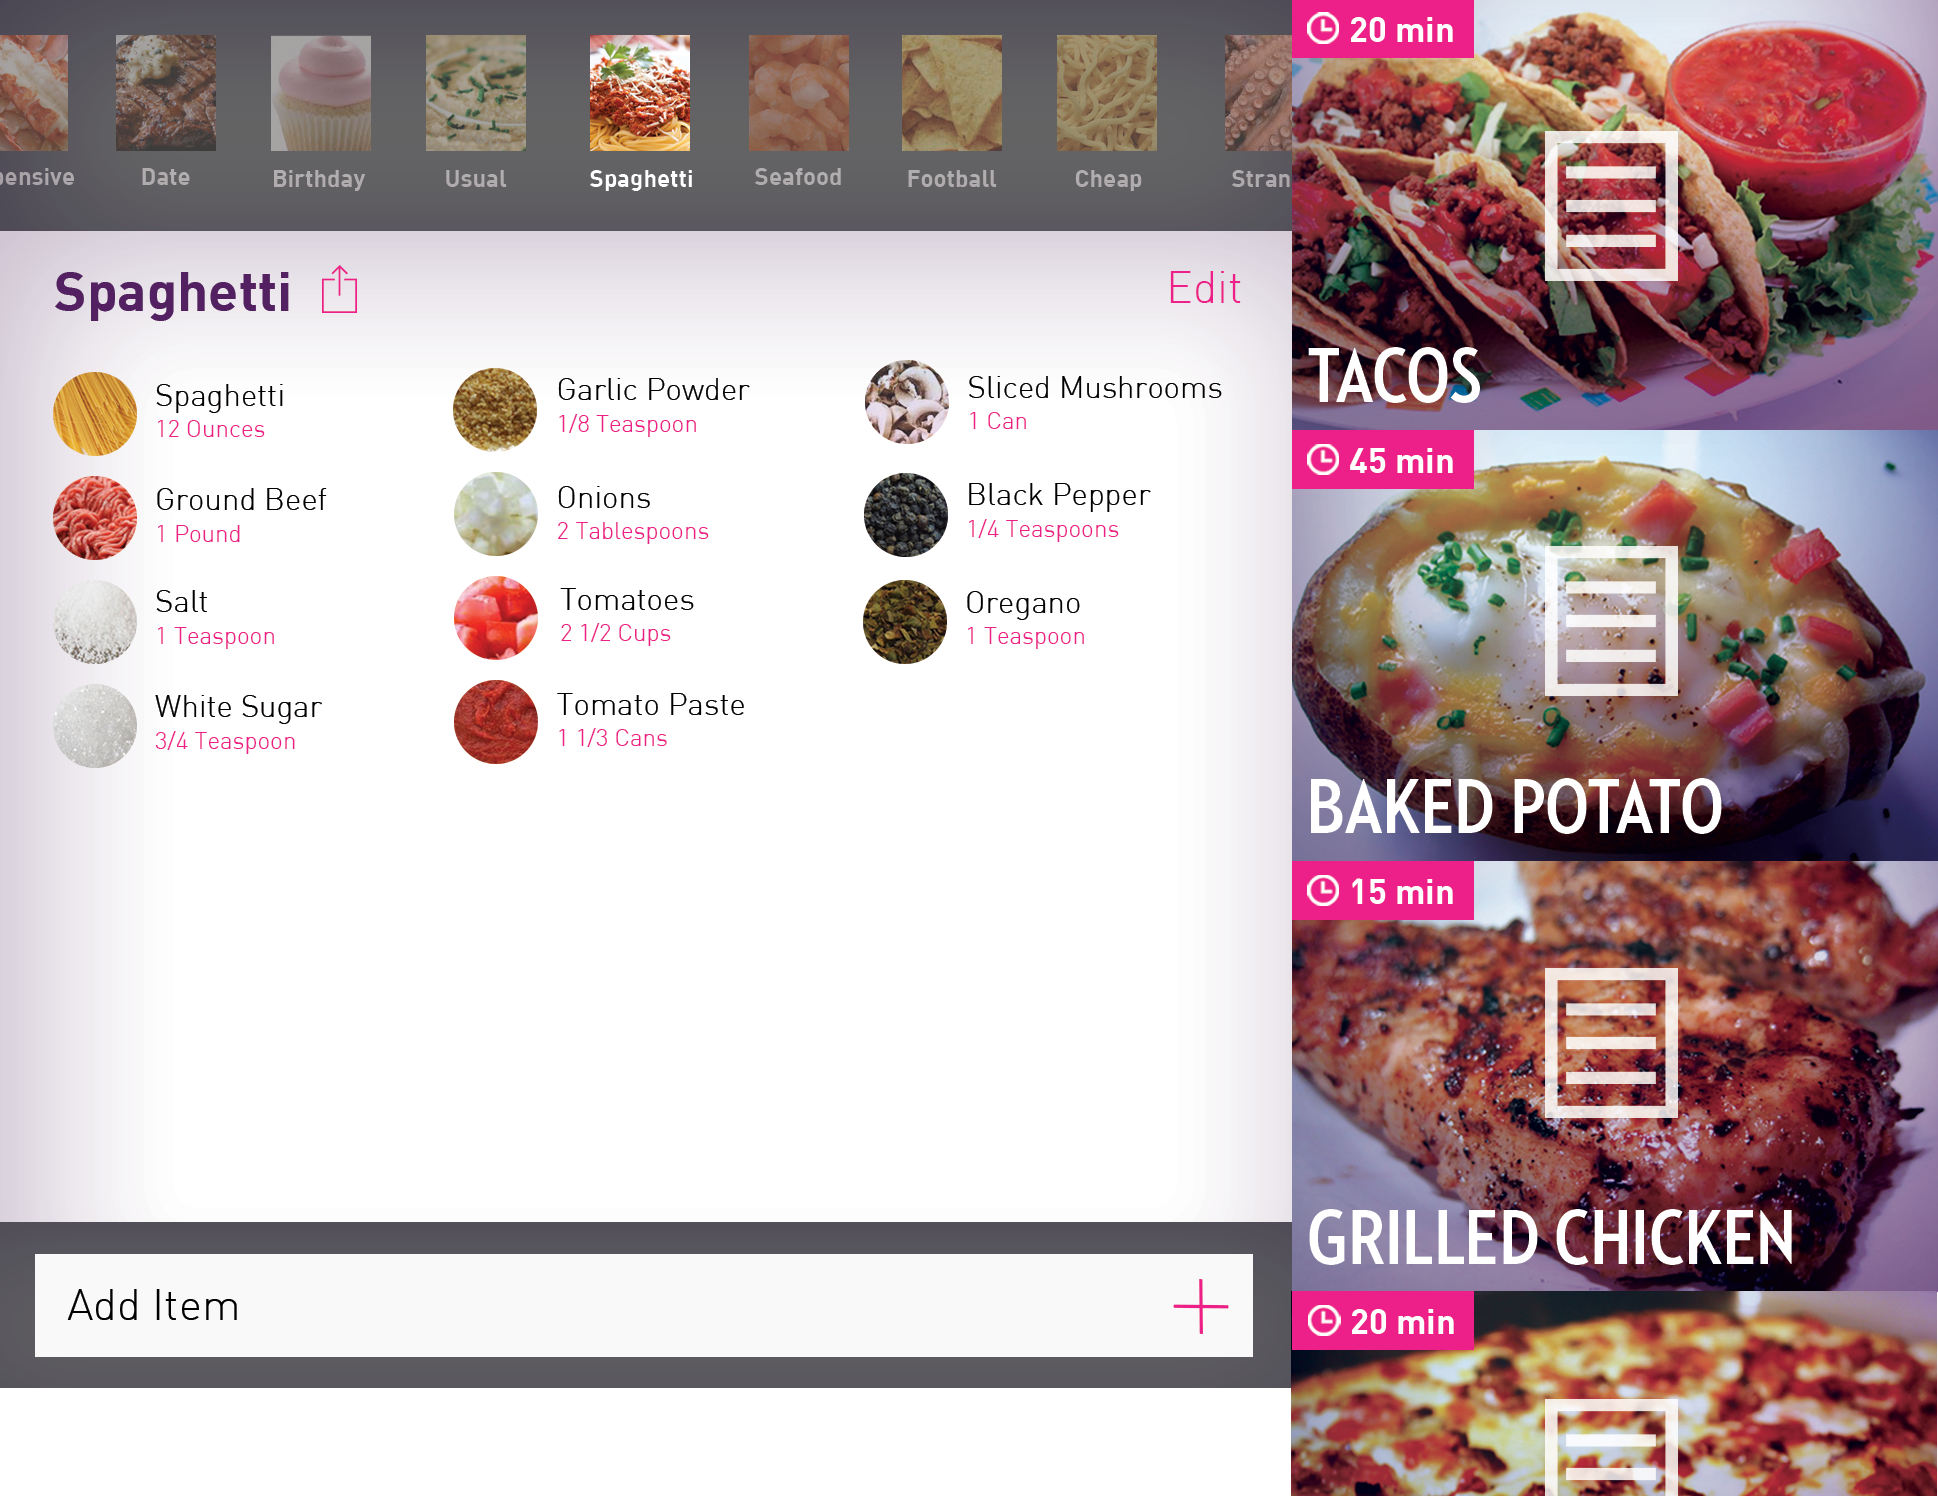 pensive
Date
Birthday
Usual
Spaghetti
Seafood
Football
Cheap
Stran
Spaghetti
Edit
Spaghetti
12 Ounces
Ground Beef
1 Pound
Salt
1 Teaspoon
White Sugar
3/4 Teaspoon
Garlic Powder
1/8 Teaspoon
Onions
2 Tablespoons
Tomatoes
2 1/2 Cups
Tomato Paste
1 1/3 Cans
Sliced Mushrooms
1 Can
Black Pepper
1/4 Teaspoons
Oregano
1 Teaspoon
Add Item
20 min
TACOS
45 min
BAKED POTATO
15 min
GRILLED CHICKEN
20 min